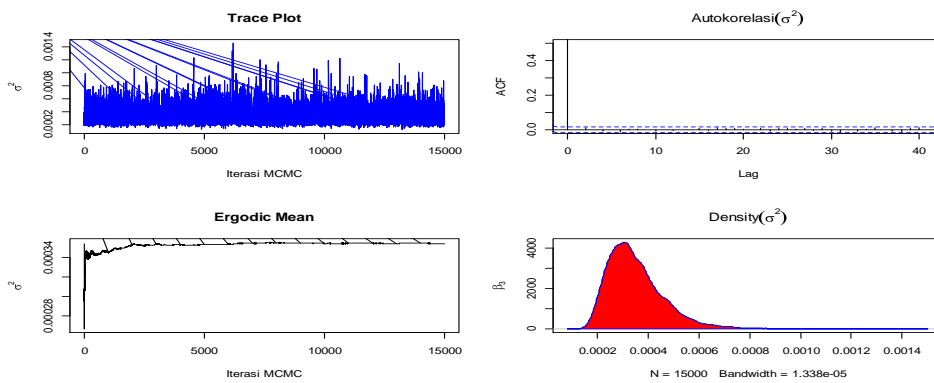 Trace Plot
σ²
0.0002 0.0008 0.0014
0 5000 10000 15000
Iterasi MCMC
Autokorelasi(σ²)
ACF
0.0 0.2 0.4
0 10 20 30 40
Lag
Ergodic Mean
σ²
0.00028 0.00034
0 5000 10000 15000
Iterasi MCMC
Density(σ²)
β₃
0 2000 4000
0.0002 0.0004 0.0006 0.0008 0.0010 0.0012 0.0014
N = 15000 Bandwidth = 1.338e-05